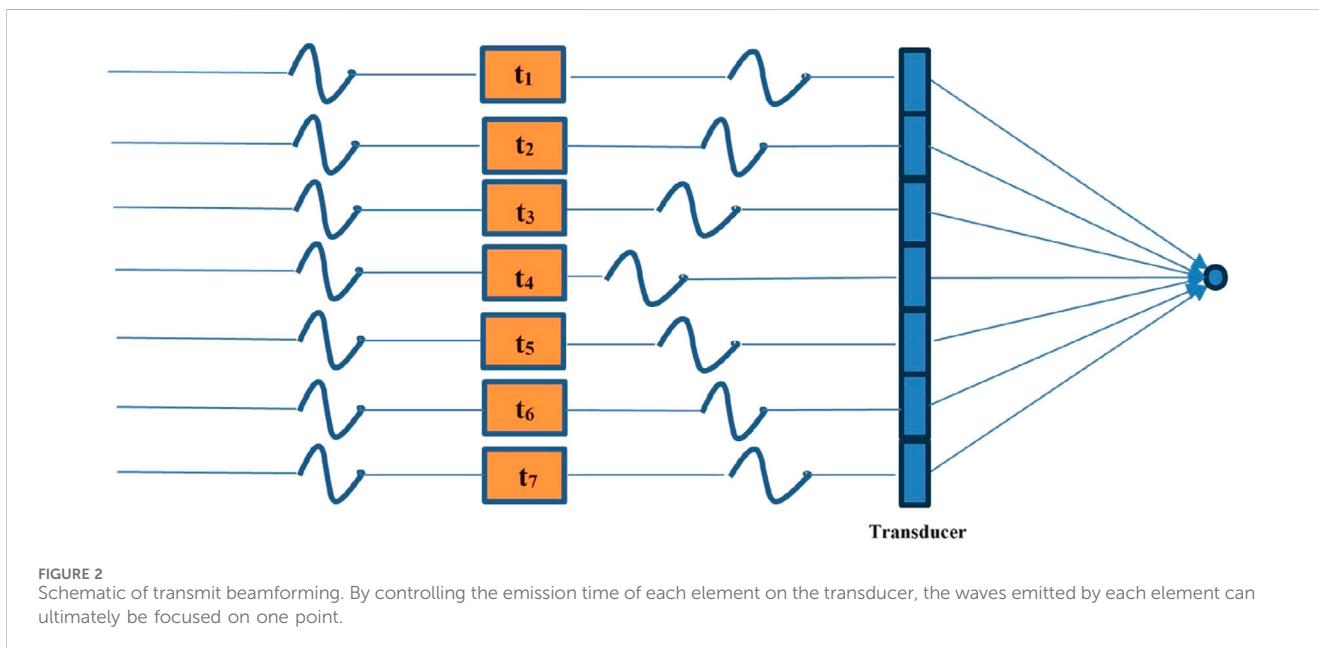 t₁
t₂
t₃
t₄
t₅
t₆
t₇
Transducer
FIGURE 2
Schematic of transmit beamforming. By controlling the emission time of each element on the transducer, the waves emitted by each element can
ultimately be focused on one point.